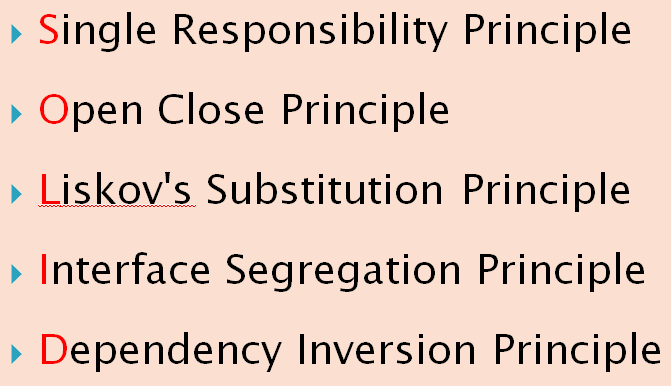 Single Responsibility Principle
Open Close Principle
Liskov's Substitution Principle
Interface Segregation Principle
Dependency Inversion Principle